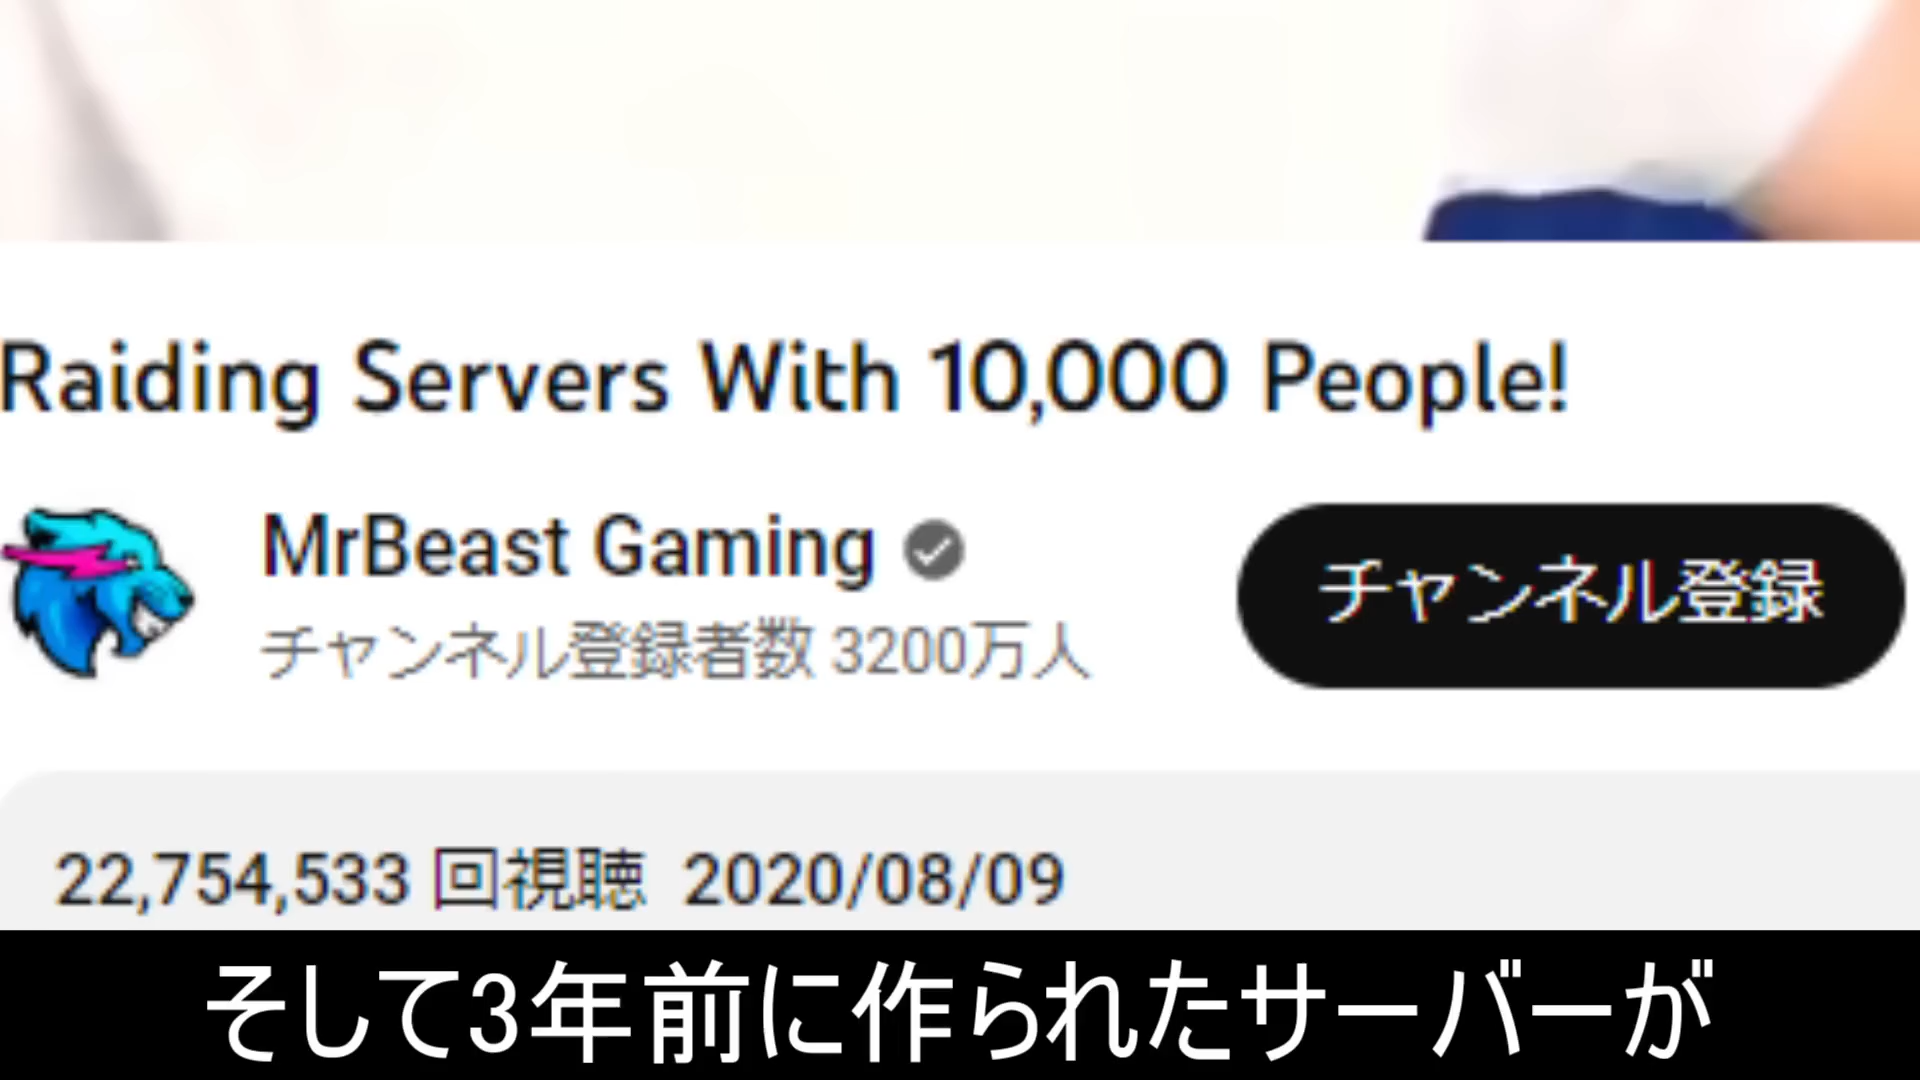 Raiding Servers With 10,000 People!
MrBeast Gaming
チャンネル登録者数 3200万人
チャンネル登録
22,754,533 回視聴 2020/08/09
そして3年前に作られたサーバーが